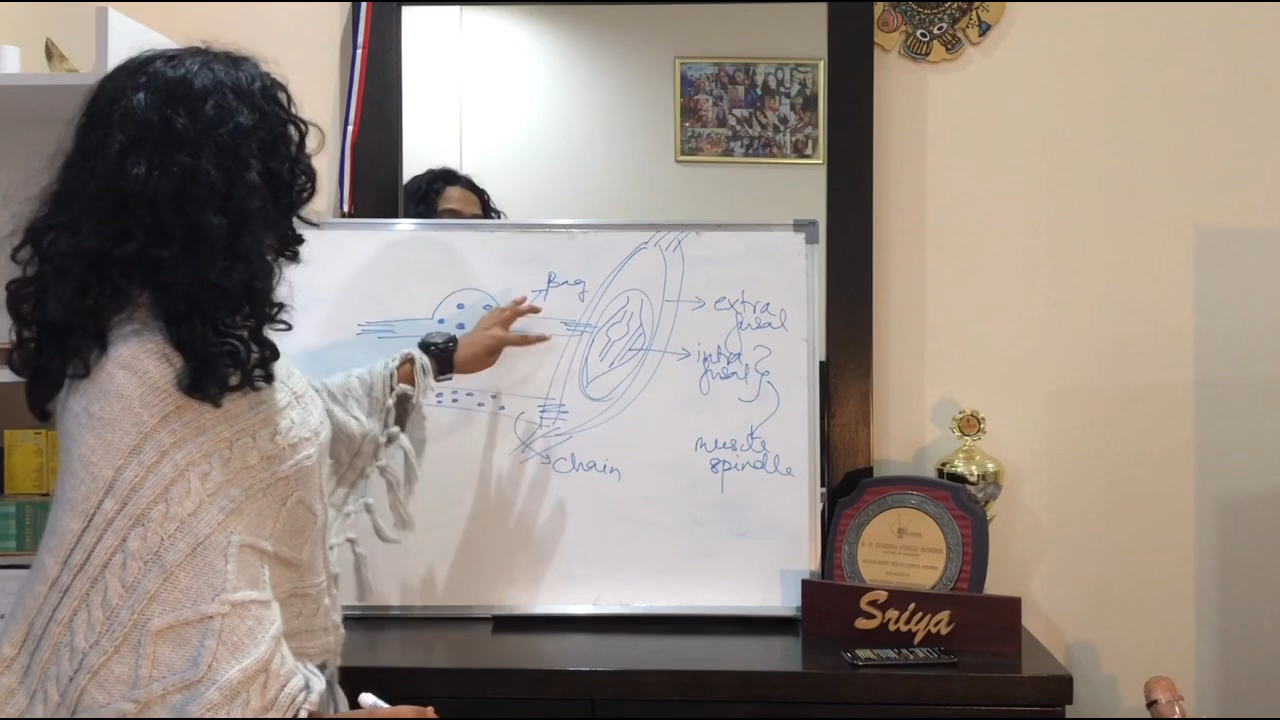 Bag
extra
fusal
intra
fusal
muscle
spindle
chain
Sriya